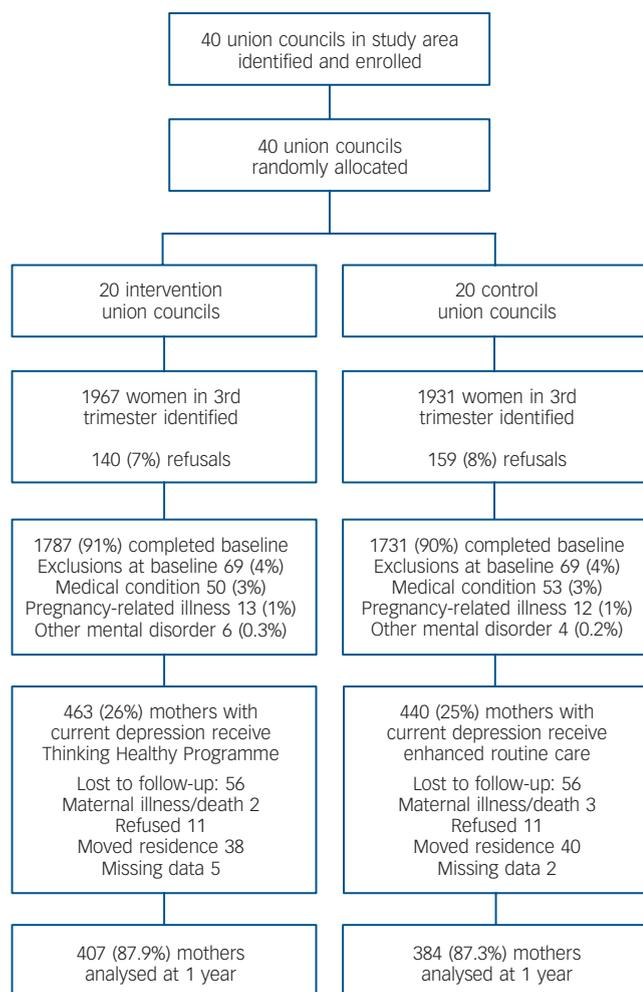 40 union councils in study area
identified and enrolled
40 union councils
randomly allocated
20 intervention
union councils
20 control
union councils
1967 women in 3rd
trimester identified
140 (7%) refusals
1931 women in 3rd
trimester identified
159 (8%) refusals
1787 (91%) completed baseline
Exclusions at baseline 69 (4%)
Medical condition 50 (3%)
Pregnancy-related illness 13 (1%)
Other mental disorder 6 (0.3%)
1731 (90%) completed baseline
Exclusions at baseline 69 (4%)
Medical condition 53 (3%)
Pregnancy-related illness 12 (1%)
Other mental disorder 4 (0.2%)
463 (26%) mothers with
current depression receive
Thinking Healthy Programme
Lost to follow-up: 56
Maternal illness/death 2
Refused 11
Moved residence 38
Missing data 5
440 (25%) mothers with
current depression receive
enhanced routine care
Lost to follow-up: 56
Maternal illness/death 3
Refused 11
Moved residence 40
Missing data 2
407 (87.9%) mothers
analysed at 1 year
384 (87.3%) mothers
analysed at 1 year